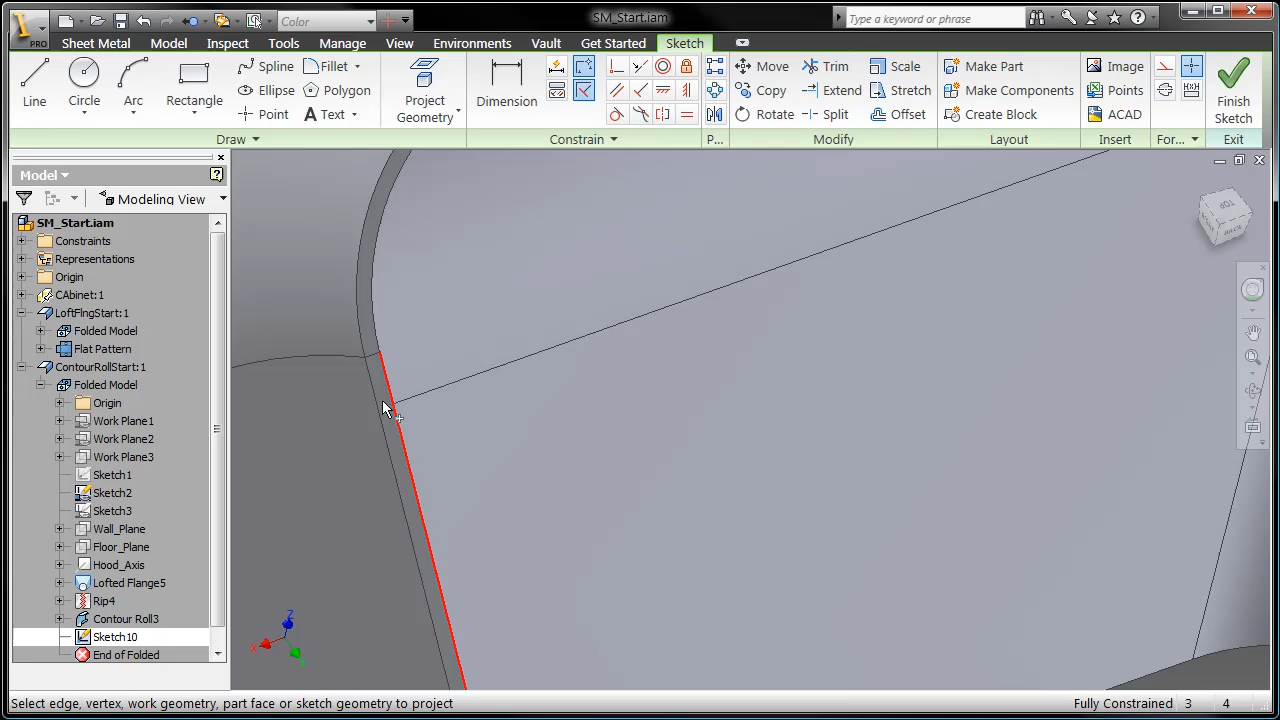 Color
SM_Start.iam
Type a keyword or phrase
PRO
Sheet Metal Model Inspect Tools Manage View Environments Vault Get Started Sketch
Line
Circle
Arc
Rectangle
Spline
Fillet
Ellipse
Polygon
Point
Text
Project
Geometry
Dimension
Move
Trim
Scale
Copy
Extend
Stretch
Rotate
Split
Offset
Make Part
Make Components
Create Block
Image
Points
ACAD
Finish
Sketch
Draw
Constrain
P...
Modify
Layout
Insert
For...
Exit
Model
Modeling View
SM_Start.iam
Constraints
Representations
Origin
CAbinet:1
LoftFlngStart:1
Folded Model
Flat Pattern
ContourRollStart:1
Folded Model
Origin
Work Plane1
Work Plane2
Work Plane3
Sketch1
Sketch2
Sketch3
Wall_Plane
Floor_Plane
Hood_Axis
Lofted Flange5
Rip4
Contour Roll3
Sketch10
End of Folded
TOP
BACK
Z
X
Select edge, vertex, work geometry, part face or sketch geometry to project
Fully Constrained 3 4